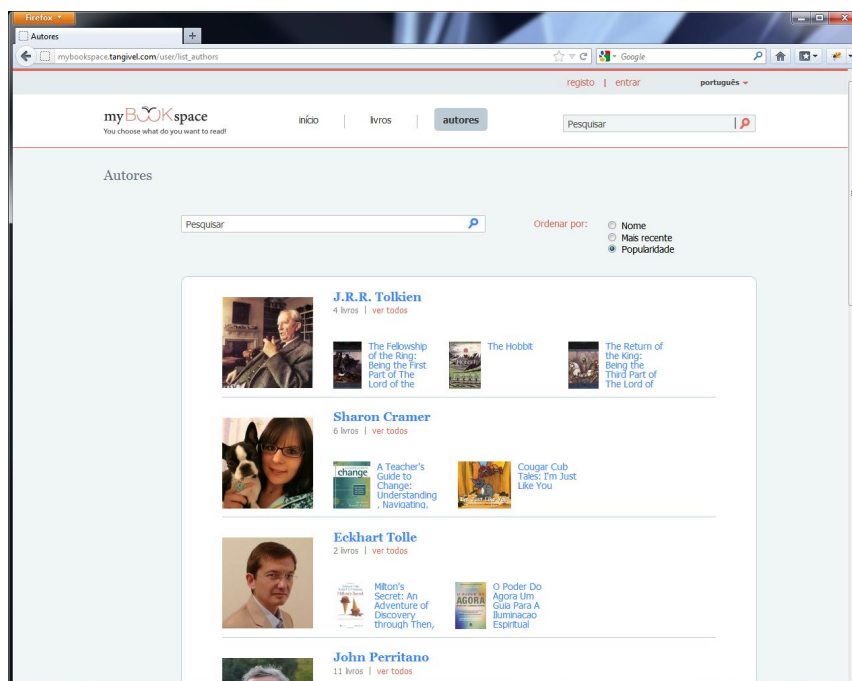 Firefox
Autores
mybookspace.tangivel.com/user/list_authors
Google
registo | entrar
português
myBOOKspace
You choose what do you want to read!
início
livros
autores
Pesquisar
Autores
Pesquisar
Ordenar por:
Nome
Mais recente
Popularidade
J.R.R. Tolkien
4 livros | ver todos
The Fellowship
of the Ring:
Being the First
Part of The
Lord of the
The Hobbit
The Return of
the King:
Being the
Third Part of
The Lord of
Sharon Cramer
6 livros | ver todos
change
A Teacher's
Guide to
Change:
Understanding
, Navigating,
Cougar Cub
Tales: I'm Just
Like You
Eckhart Tolle
2 livros | ver todos
Milton's
Secret: An
Adventure of
Discovery
through Then,
AGORA
O Poder Do
Agora Um
Guia Para A
Iluminacao
Espiritual
John Perritano
11 livros | ver todos